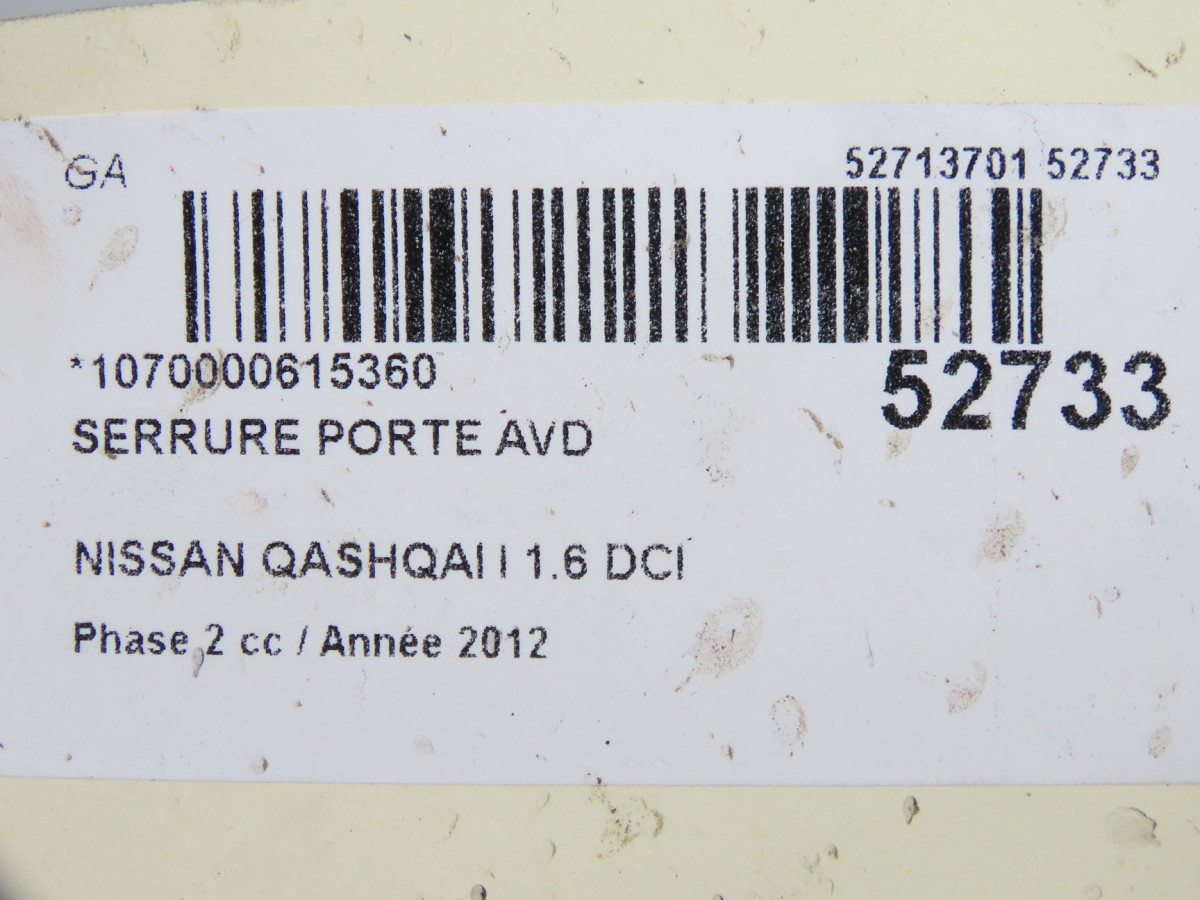 GA
52713701 52733
*1070000615360
52733
SERRURE PORTE AVD
NISSAN QASHQAI I 1.6 DCI
Phase 2 cc / Année 2012